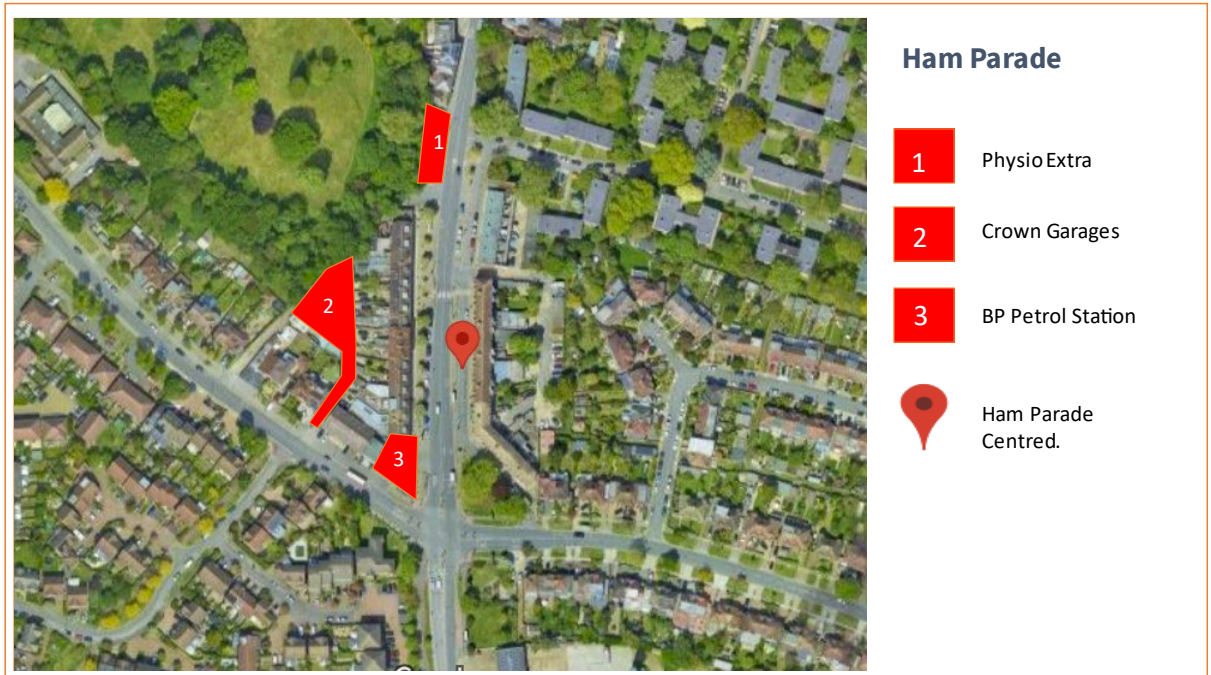 Ham Parade
1
1
Physio Extra
2
Crown Garages
2
3
BP Petrol Station
3
Ham Parade
Centred.